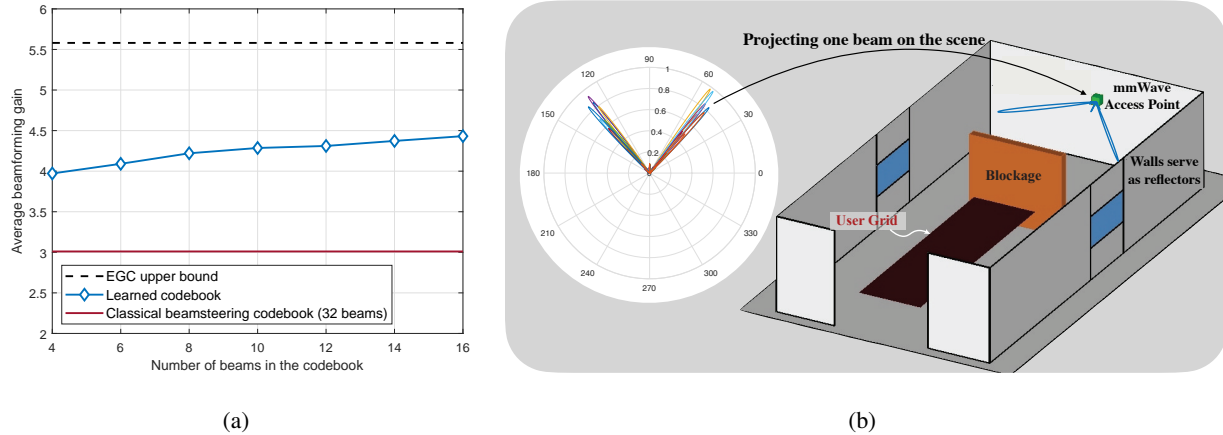 6
5.5
5
4.5
4
3.5
3
2.5
2
Average beamforming gain
EGC upper bound
Learned codebook
Classical beamsteering codebook (32 beams)
4
6
8
10
12
14
16
Number of beams in the codebook
(a)
Projecting one beam on the scene
90
120
60
150
30
180
0
210
330
240
300
270
1
0.8
0.6
0.4
0.2
0
mmWave
Access Point
Walls serve
as reflectors
Blockage
User Grid
(b)